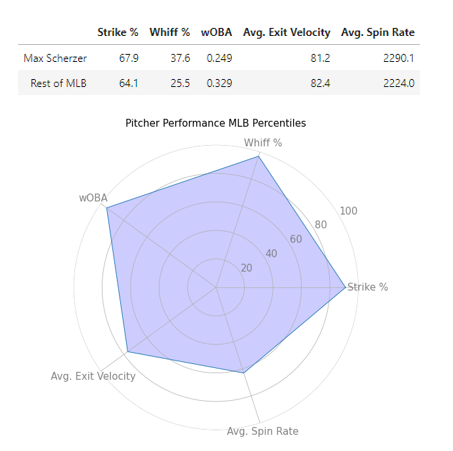 Strike % Whiff % wOBA Avg. Exit Velocity Avg. Spin Rate
Max Scherzer 67.9 37.6 0.249 81.2 2290.1
Rest of MLB 64.1 25.5 0.329 82.4 2224.0
Pitcher Performance MLB Percentiles
Whiff %
wOBA
100
80
60
40
20
Strike %
Avg. Exit Velocity
Avg. Spin Rate